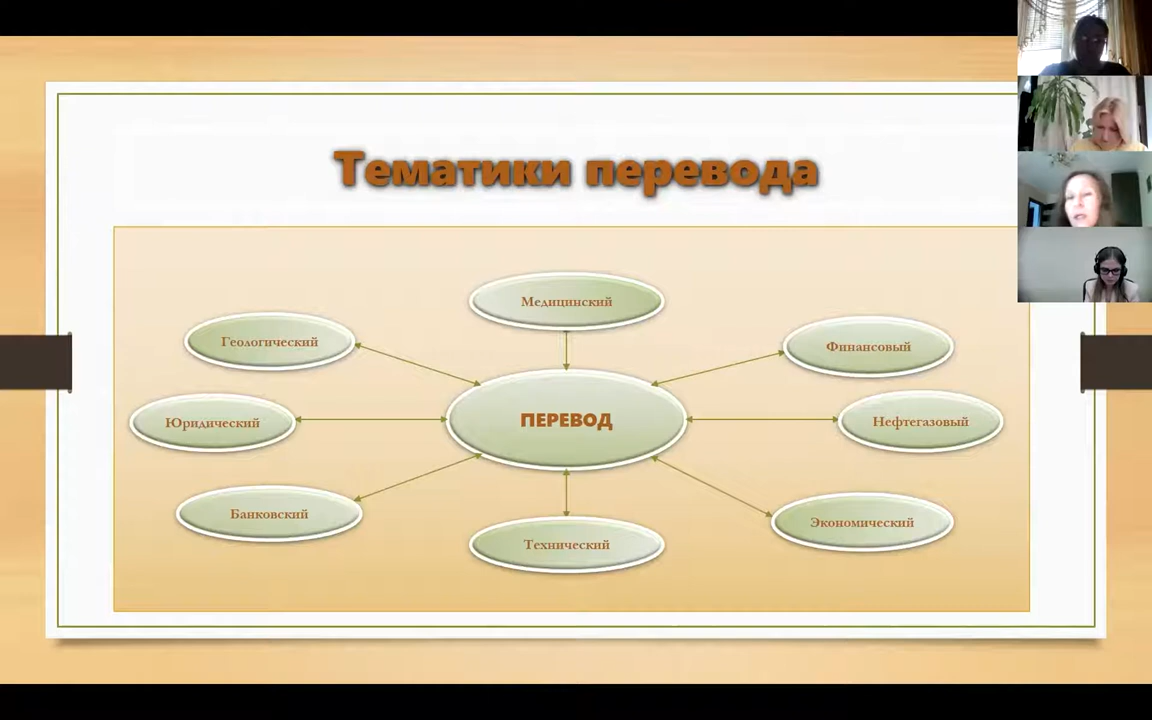 Тематики перевода
Медицинский
Геологический
Финансовый
Юридический
ПЕРЕВОД
Нефтегазовый
Банковский
Экономический
Технический